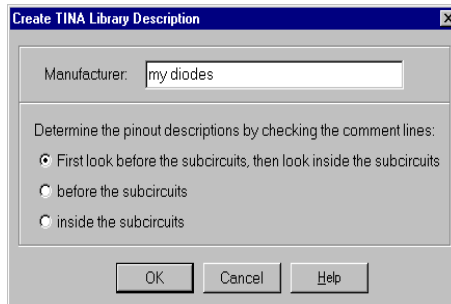 Create TINA Library Description
Manufacturer: my diodes
Determine the pinout descriptions by checking the comment lines:
First look before the subcircuits, then look inside the subcircuits
before the subcircuits
inside the subcircuits
OK Cancel Help